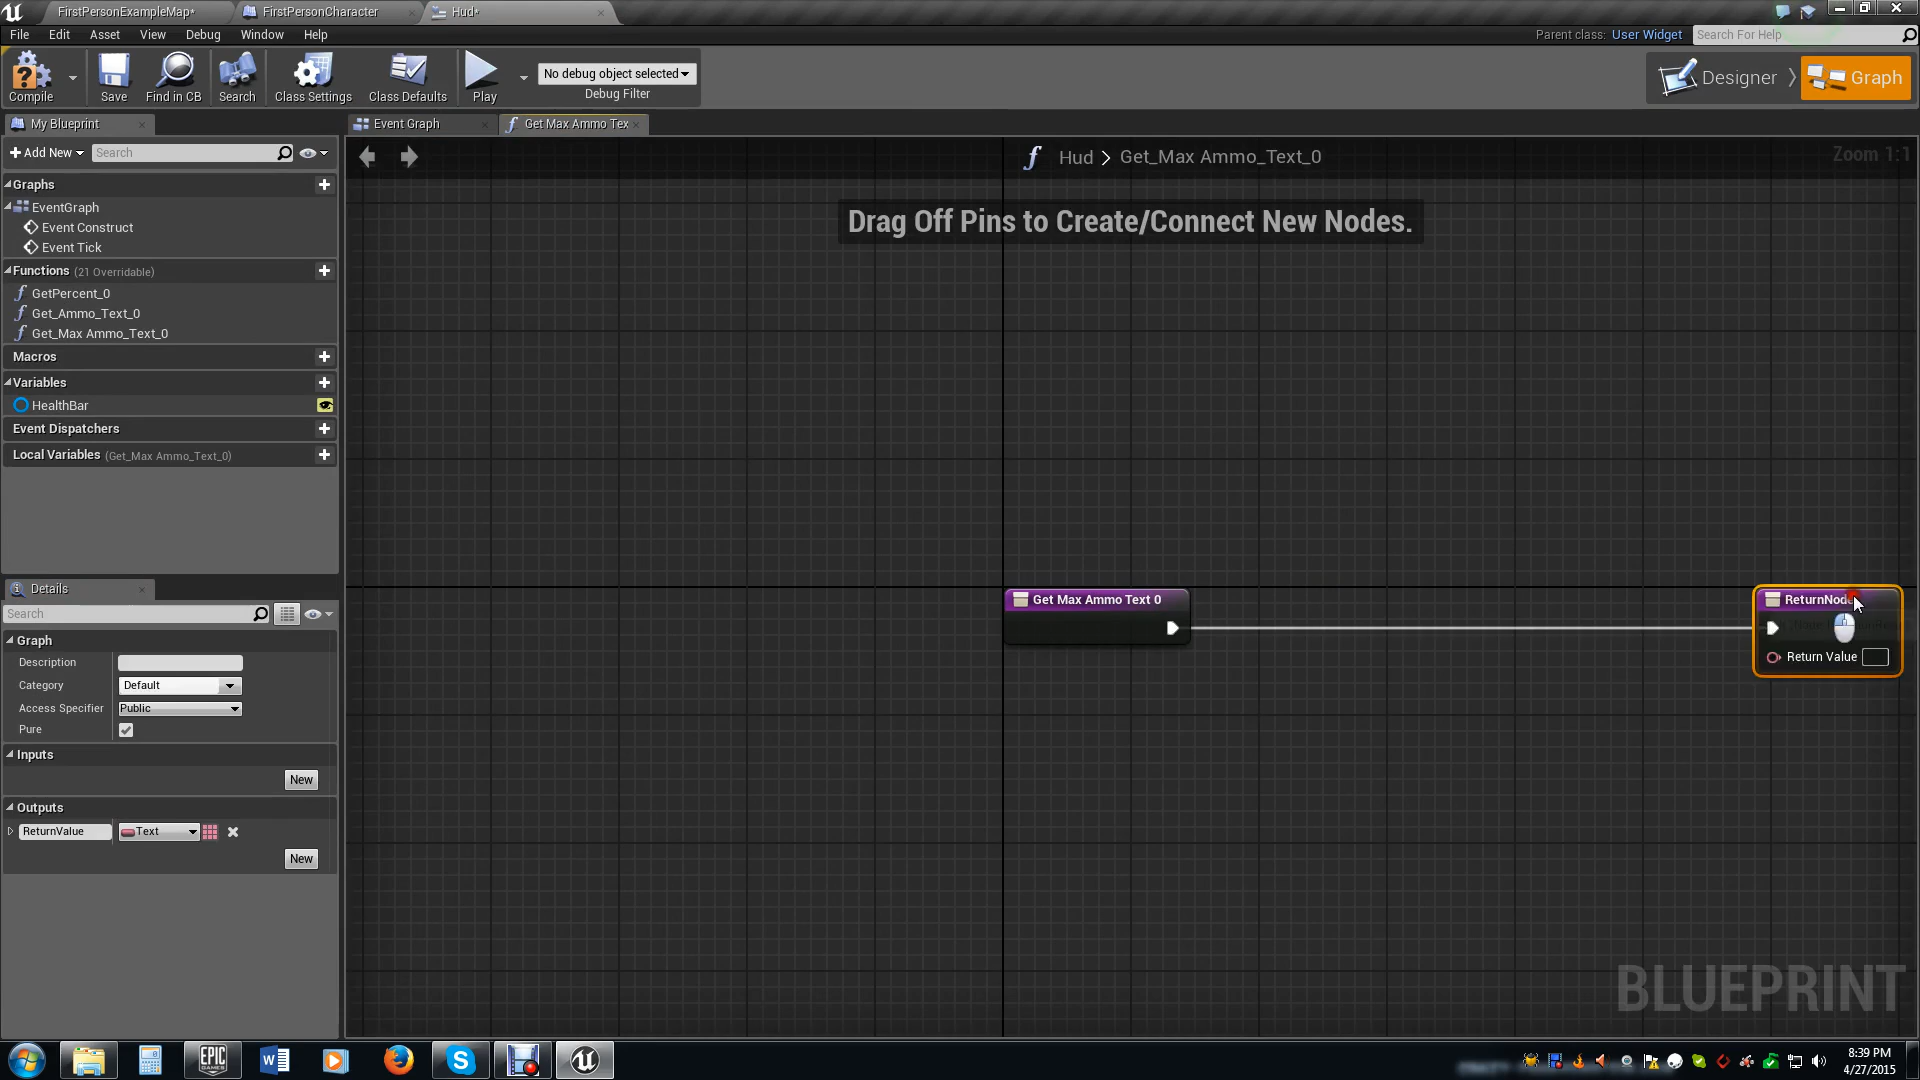 FirstPersonExampleMap*
FirstPersonCharacter
Hud*
File Edit Asset View Debug Window Help
Parent class: User Widget
Search For Help
Compile
Save
Find in CB
Search
Class Settings
Class Defaults
Play
No debug object selected
Debug Filter
Designer
Graph
My Blueprint
Event Graph
Get Max Ammo Tex
Add New
Search
Hud > Get_Max Ammo_Text_0
Zoom 1:1
Graphs
EventGraph
Event Construct
Event Tick
Drag Off Pins to Create/Connect New Nodes.
Functions (21 Overridable)
GetPercent_0
Get_Ammo_Text_0
Get_Max Ammo_Text_0
Macros
Variables
HealthBar
Event Dispatchers
Local Variables (Get_Max Ammo_Text_0)
Details
Search
Graph
Description
Category Default
Access Specifier Public
Pure
Inputs
New
Outputs
ReturnValue Text
New
Get Max Ammo Text 0
Return Value
BLUEPRINT
EPIC GAMES
8:39 PM
4/27/2015